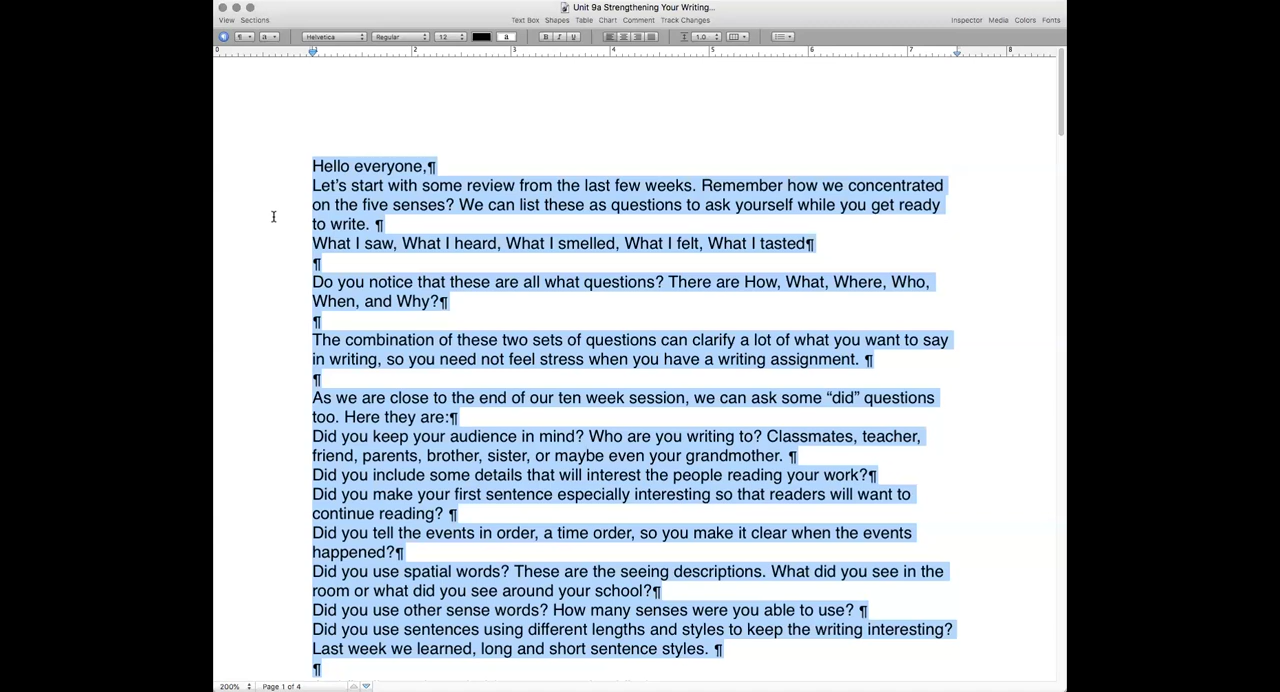 Unit 9a Strengthening Your Writing...
View Sections Text Box Shapes Table Chart Comment Track Changes Inspector Media Colors Fonts
¶ a Helvetica Regular 12 a B I U 1.0
0 1 2 3 4 5 6 7 8
Hello everyone,¶
Let’s start with some review from the last few weeks. Remember how we concentrated
on the five senses? We can list these as questions to ask yourself while you get ready
to write. ¶
What I saw, What I heard, What I smelled, What I felt, What I tasted¶
¶
Do you notice that these are all what questions? There are How, What, Where, Who,
When, and Why?¶
¶
The combination of these two sets of questions can clarify a lot of what you want to say
in writing, so you need not feel stress when you have a writing assignment. ¶
¶
As we are close to the end of our ten week session, we can ask some “did” questions
too. Here they are:¶
Did you keep your audience in mind? Who are you writing to? Classmates, teacher,
friend, parents, brother, sister, or maybe even your grandmother. ¶
Did you include some details that will interest the people reading your work?¶
Did you make your first sentence especially interesting so that readers will want to
continue reading? ¶
Did you tell the events in order, a time order, so you make it clear when the events
happened?¶
Did you use spatial words? These are the seeing descriptions. What did you see in the
room or what did you see around your school?¶
Did you use other sense words? How many senses were you able to use? ¶
Did you use sentences using different lengths and styles to keep the writing interesting?
Last week we learned, long and short sentence styles. ¶
¶
200% Page 1 of 4